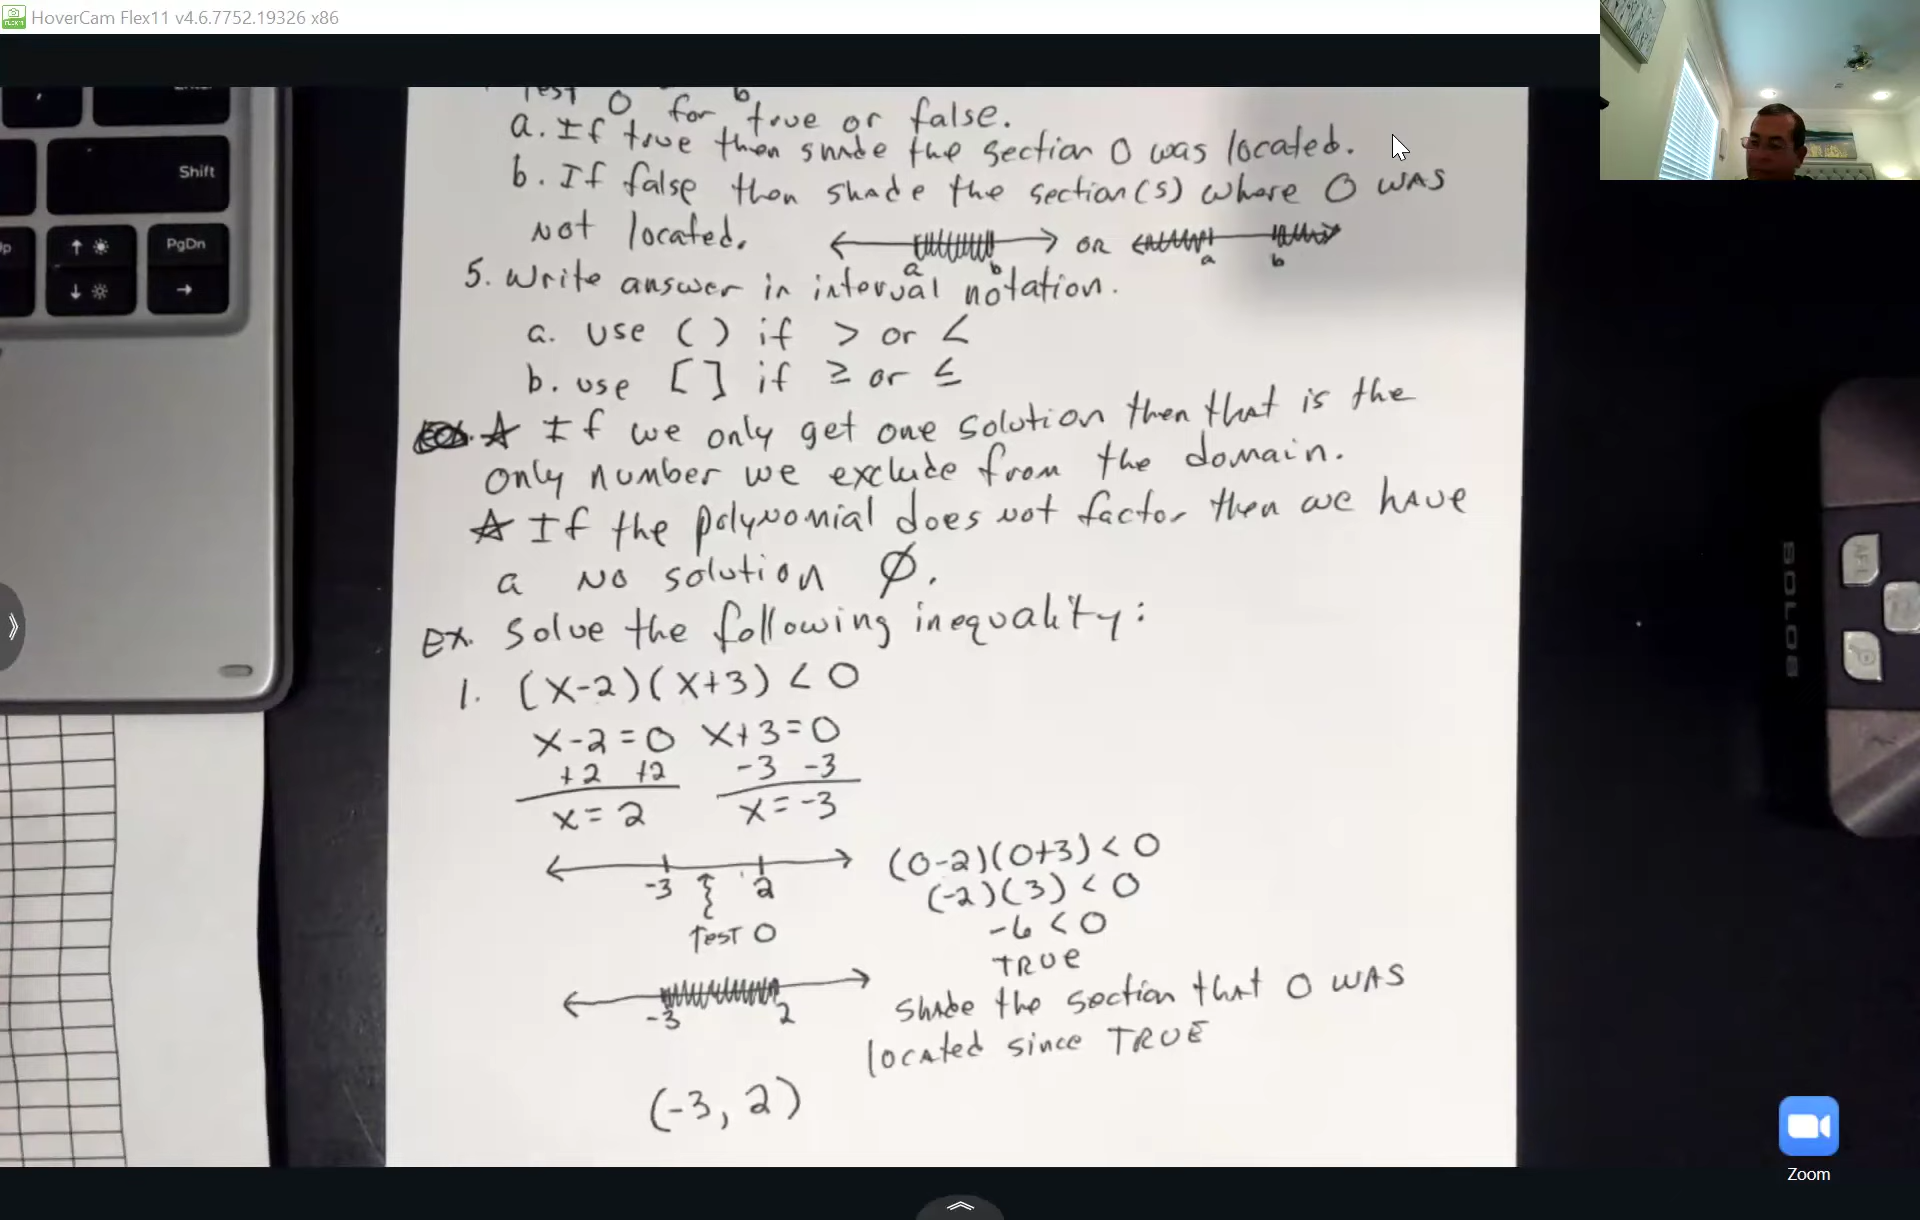 HoverCam Flex11 v4.6.7752.19326 x86
Test 0 for true or false.
a. If true then shade the section 0 was located.
b. If false then shade the section(s) where 0 was
not located.
or
a b a b
5. Write answer in interval notation.
a. use ( ) if > or <
b. use [ ] if ≥ or ≤
☆ If we only get one solution then that is the
only number we exclude from the domain.
☆ If the polynomial does not factor then we have
a no solution ∅.
Ex. Solve the following inequality:
1. (x-2)(x+3) < 0
x-2=0 x+3=0
+2 +2 -3 -3
x=2 x=-3
-3 2
Test 0
(0-2)(0+3) < 0
(-2)(3) < 0
-6 < 0
TRUE
-3 2
Shade the section that 0 was
located since TRUE
(-3, 2)
Shift
PgDn
SOLO8
AF
Zoom